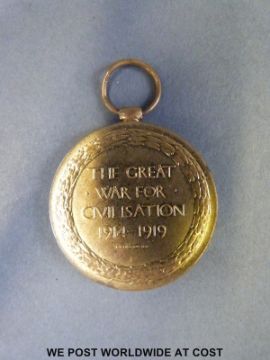 THE GREAT
· WAR FOR ·
CIVILISATION
1914–1919
WE POST WORLDWIDE AT COST